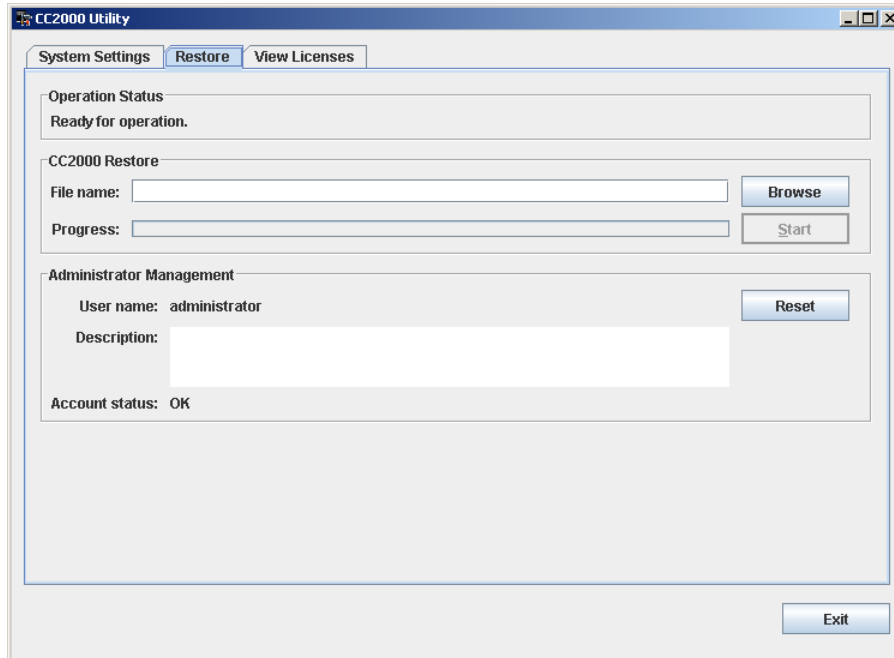 CC2000 Utility
System Settings Restore View Licenses
Operation Status
Ready for operation.
CC2000 Restore
File name: Browse
Progress: Start
Administrator Management
User name: administrator Reset
Description:
Account status: OK
Exit